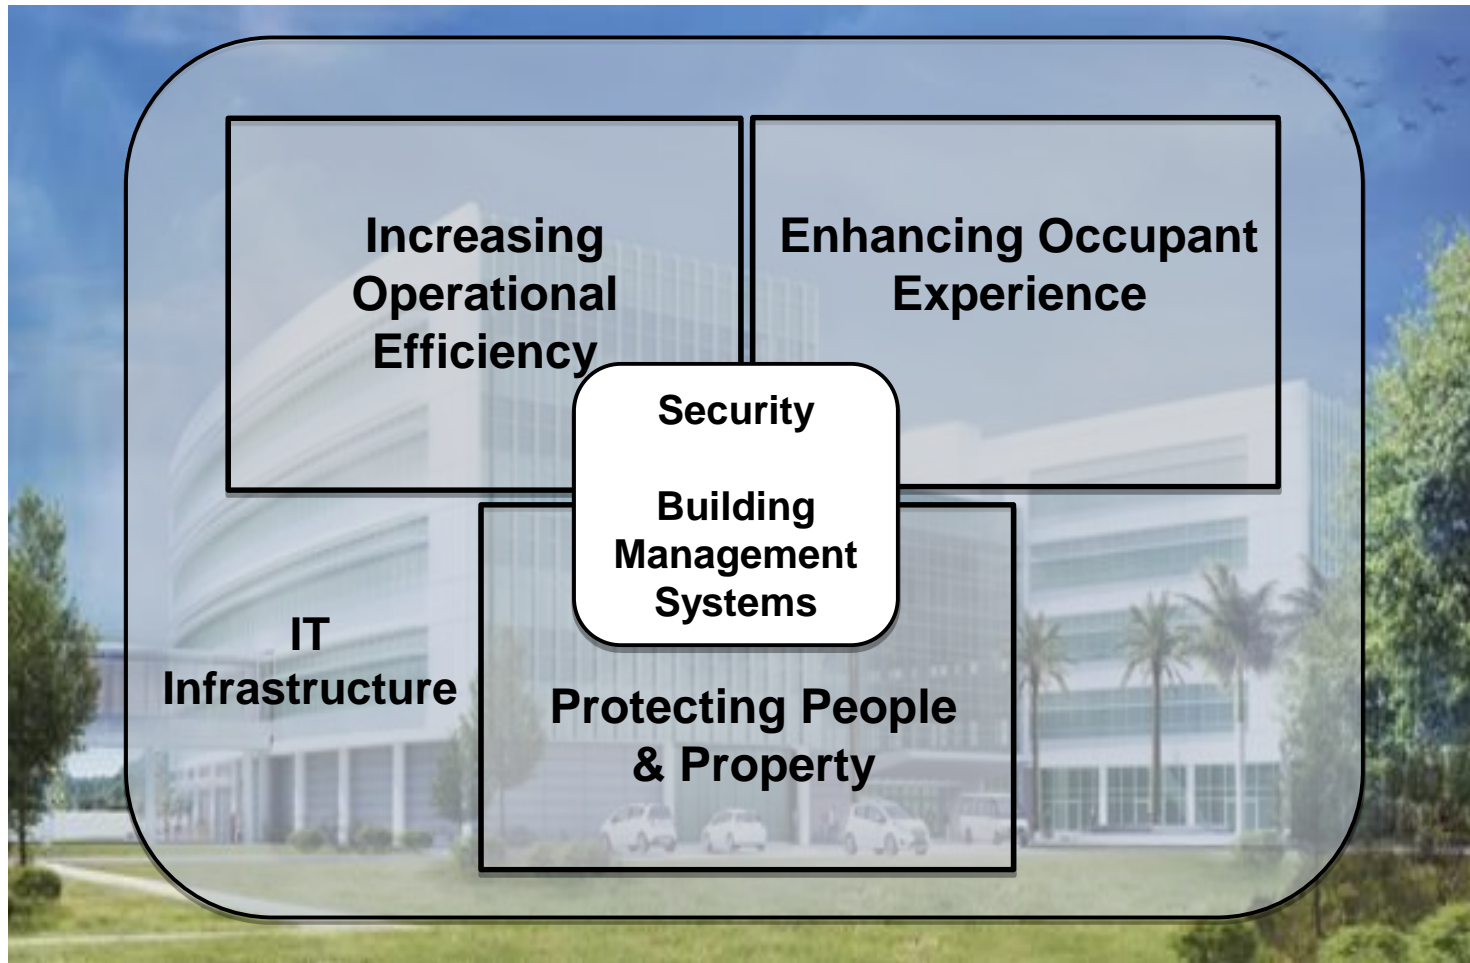 Increasing
Operational
Efficiency
Enhancing Occupant
Experience
Security
Building
Management
Systems
IT
Infrastructure
Protecting People
& Property